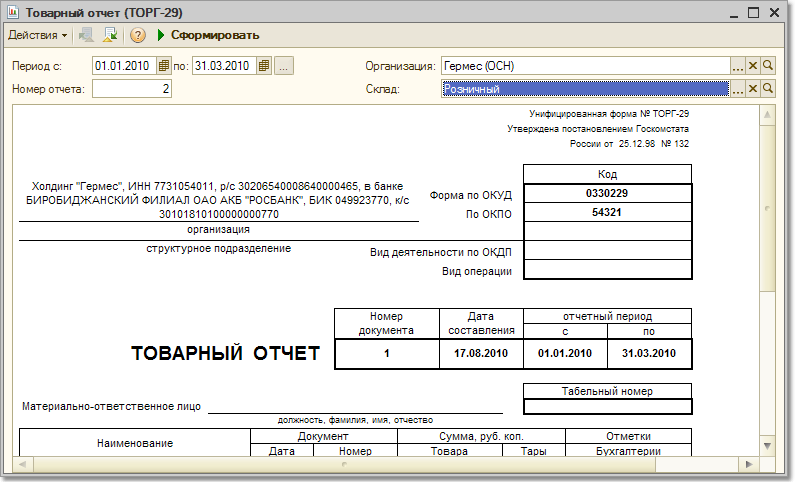 Товарный отчет (ТОРГ-29)
Действия ? Сформировать
Период с: 01.01.2010 по: 31.03.2010 ... Организация: Гермес (ОСН) ...
Номер отчета: 2 Склад: Розничный ...
Унифицированная форма № ТОРГ-29
Утверждена постановлением Госкомстата
России от 25.12.98 № 132
Код
Холдинг "Гермес", ИНН 7731054011, р/с 30206540008640000465, в банке
БИРОБИДЖАНСКИЙ ФИЛИАЛ ОАО АКБ "РОСБАНК", БИК 049923770, к/с
30101810100000000770
Форма по ОКУД 0330229
По ОКПО 54321
организация
структурное подразделение
Вид деятельности по ОКДП
Вид операции
Номер документа Дата составления отчетный период
с по
ТОВАРНЫЙ ОТЧЕТ 1 17.08.2010 01.01.2010 31.03.2010
Табельный номер
Материально-ответственное лицо
должность, фамилия, имя, отчество
Наименование Документ Сумма, руб. коп. Отметки
Дата Номер Товара Тары Бухгалтерии